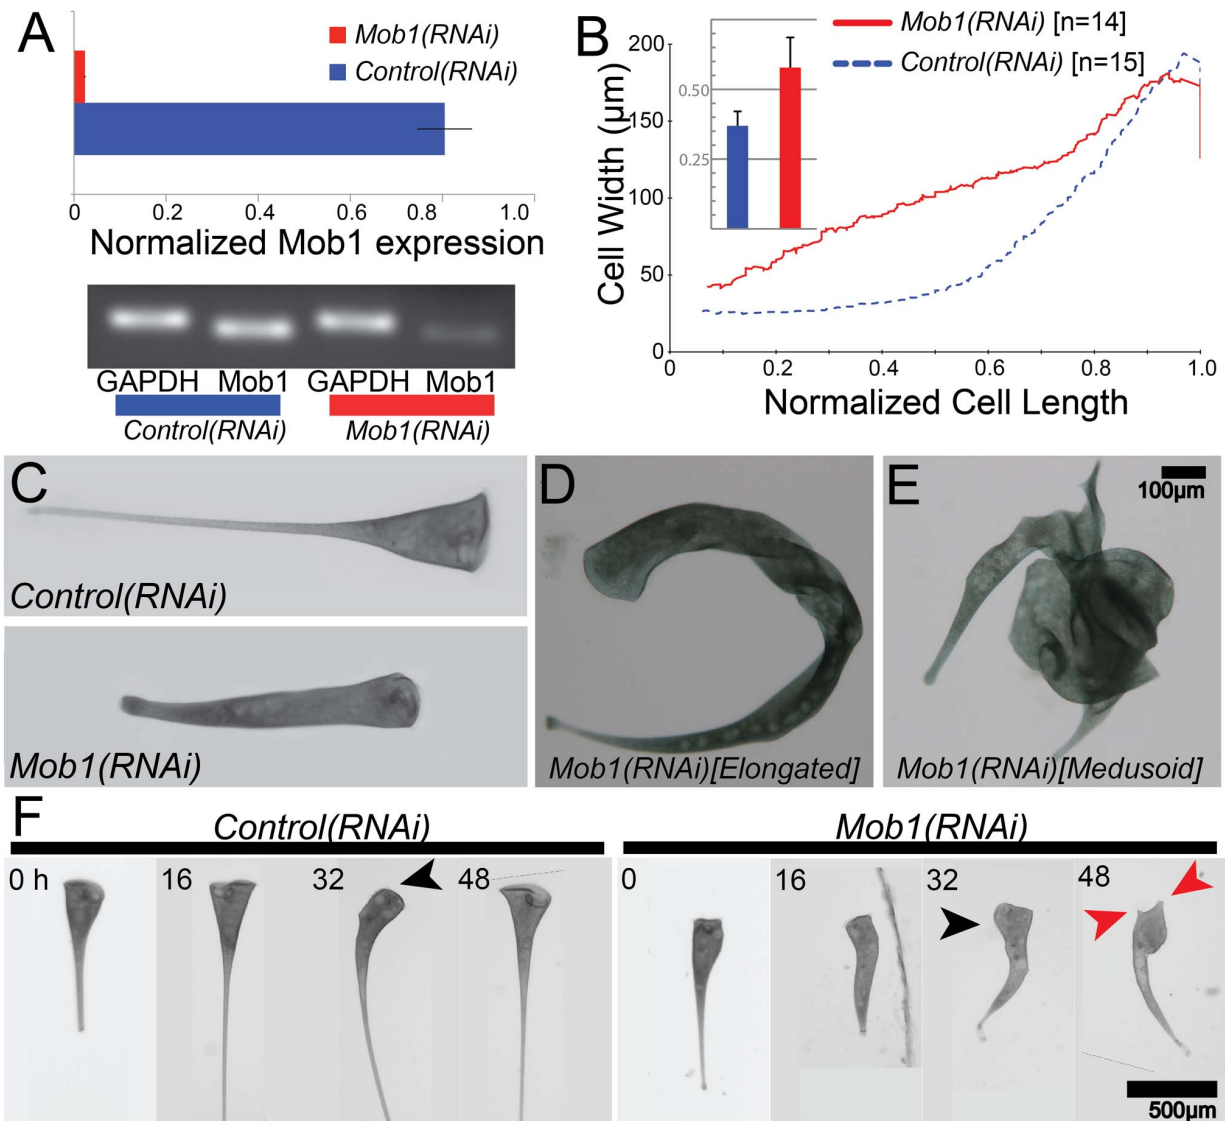 A
Mob1(RNAi)
Control(RNAi)
0 0.2 0.4 0.6 0.8 1.0
Normalized Mob1 expression
GAPDH Mob1 GAPDH Mob1
Control(RNAi) Mob1(RNAi)
B
Mob1(RNAi) [n=14]
Control(RNAi) [n=15]
Cell Width (µm)
200
150
100
50
0
0.50
0.25
0 0.2 0.4 0.6 0.8 1.0
Normalized Cell Length
C
Control(RNAi)
Mob1(RNAi)
D
Mob1(RNAi)[Elongated]
E
100µm
Mob1(RNAi)[Medusoid]
F
Control(RNAi) Mob1(RNAi)
0 h 16 32 48 0 16 32 48
500µm